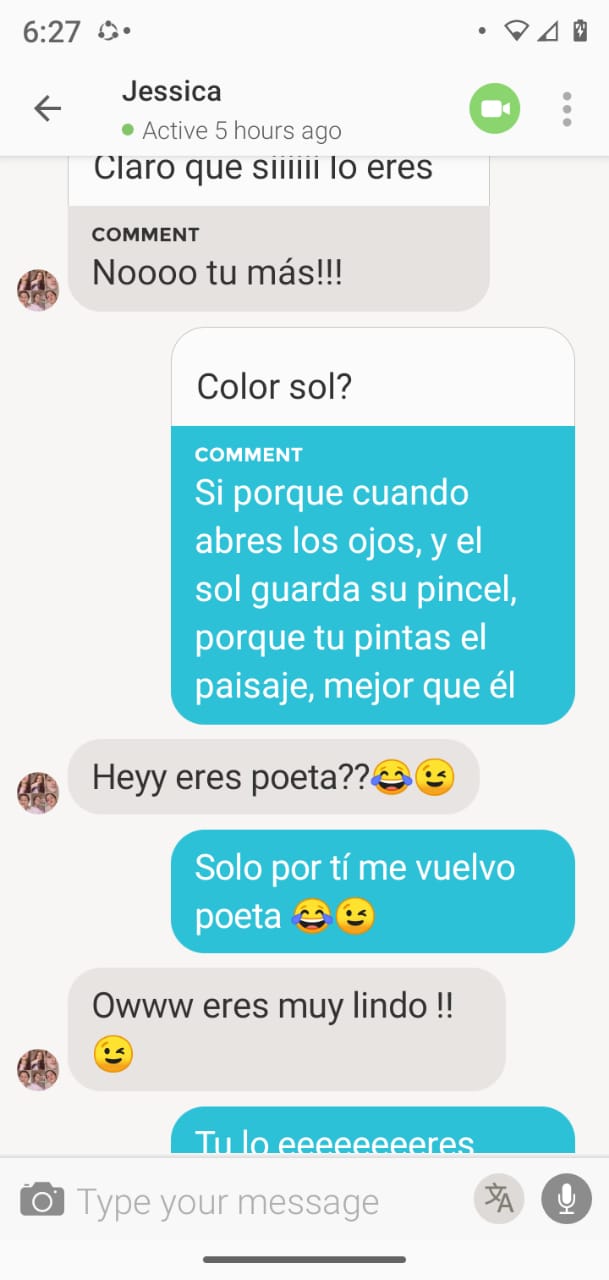 6:27
Jessica
Active 5 hours ago
Claro que siiiiii lo eres
COMMENT
Noooo tu más!!!
Color sol?
COMMENT
Si porque cuando
abres los ojos, y el
sol guarda su pincel,
porque tu pintas el
paisaje, mejor que él
Heyy eres poeta??😂😉
Solo por tí me vuelvo
poeta 😂😉
Owww eres muy lindo !!
😉
Tu lo eeeeeeeeres
Type your message